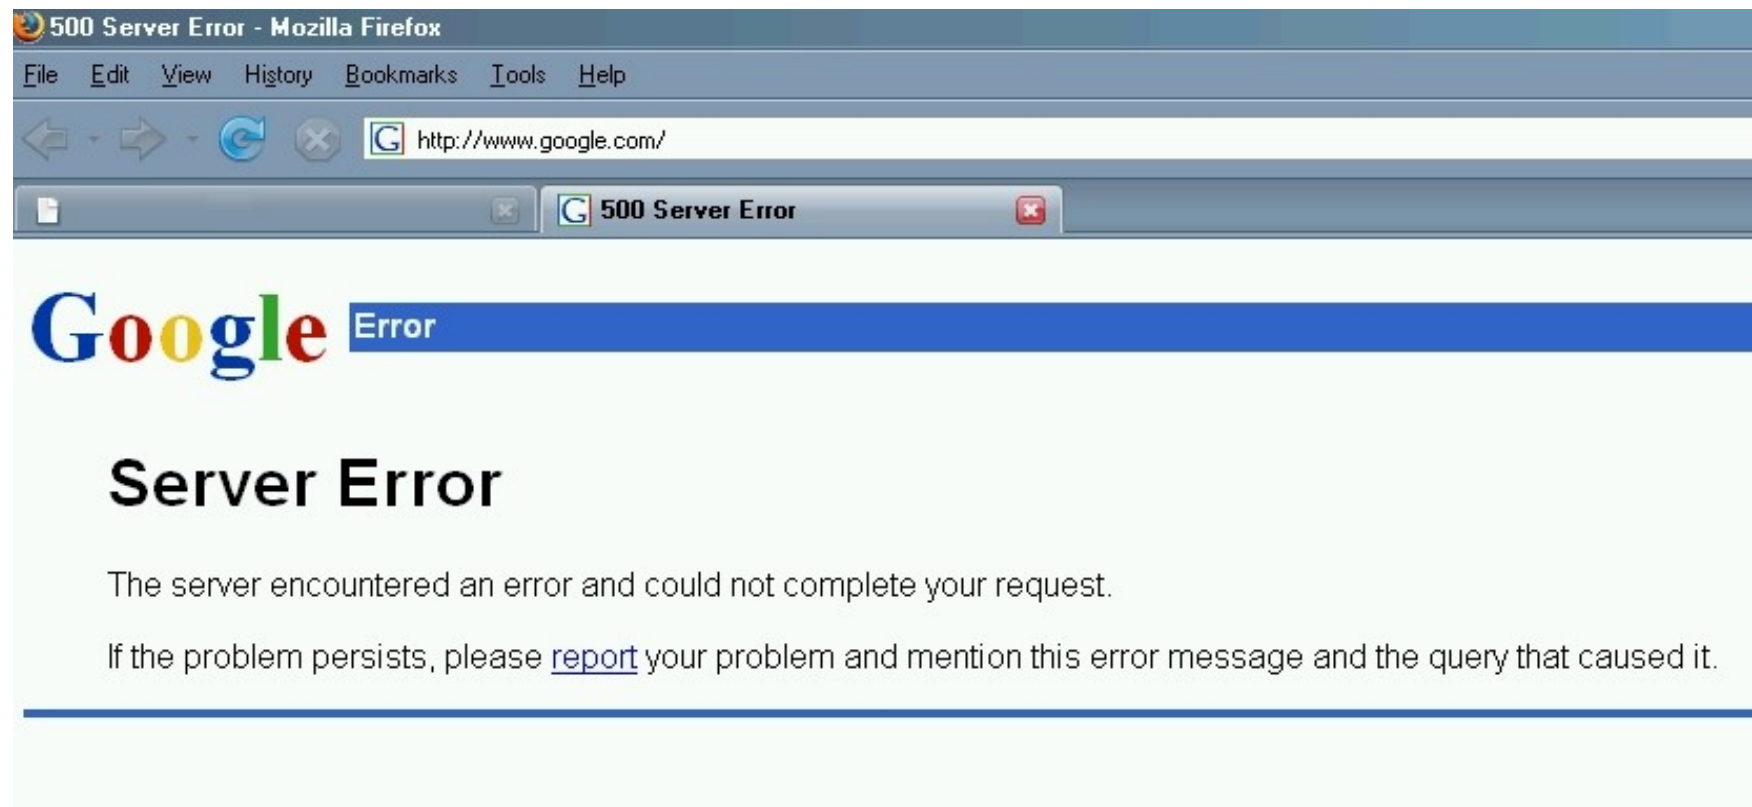 500 Server Error - Mozilla Firefox
File Edit View History Bookmarks Tools Help
G http://www.google.com/
G 500 Server Error
Google Error
Server Error
The server encountered an error and could not complete your request.
If the problem persists, please report your problem and mention this error message and the query that caused it.